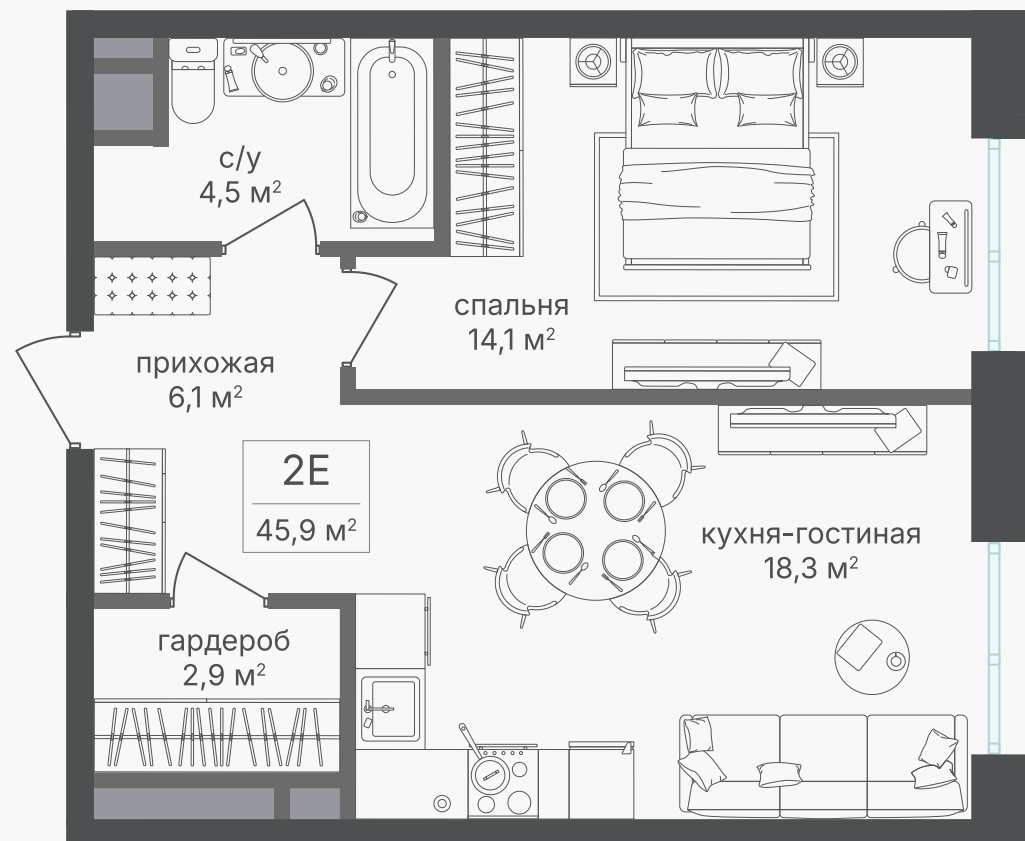 с/у
4,5 м²
спальня
14,1 м²
прихожая
6,1 м²
2Е
45,9 м²
кухня-гостиная
18,3 м²
гардероб
2,9 м²